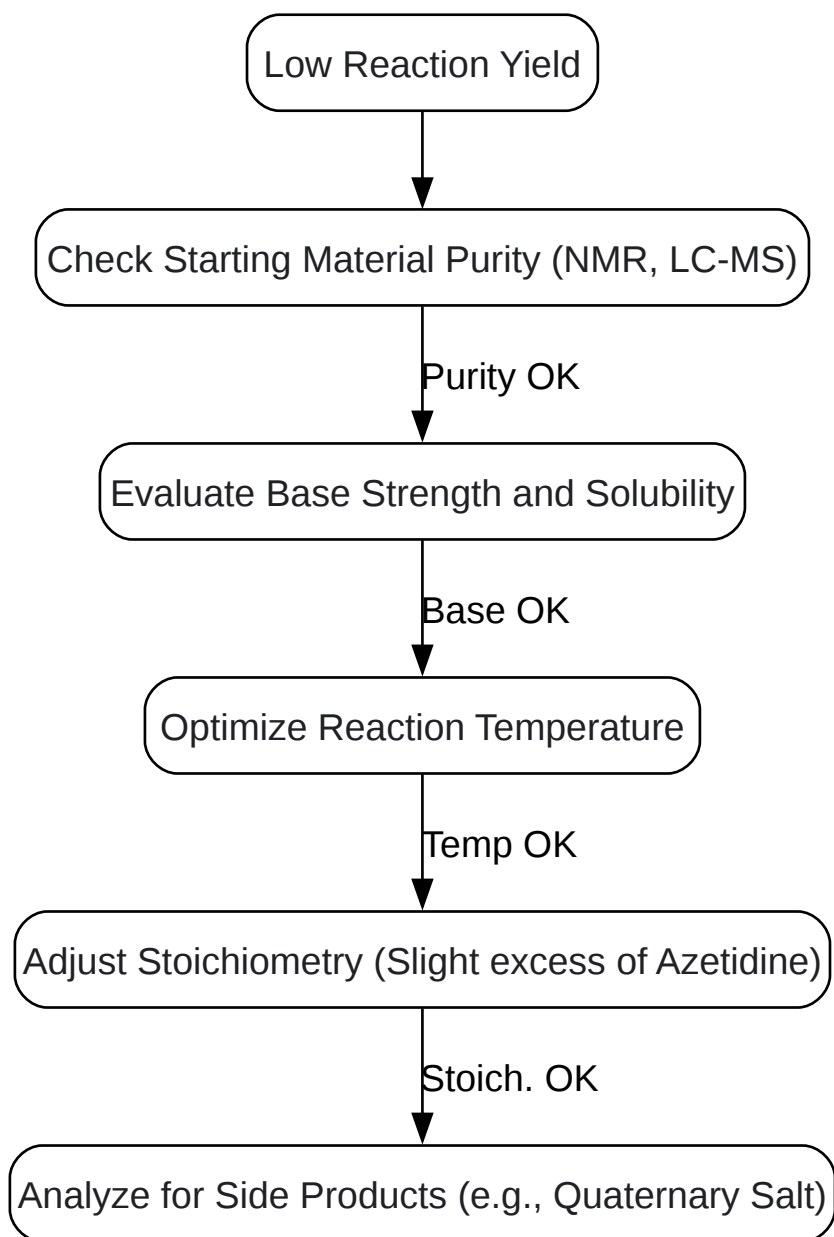 Low Reaction Yield
Check Starting Material Purity (NMR, LC-MS)
Purity OK
Evaluate Base Strength and Solubility
Base OK
Optimize Reaction Temperature
Temp OK
Adjust Stoichiometry (Slight excess of Azetidine)
Stoich. OK
Analyze for Side Products (e.g., Quaternary Salt)